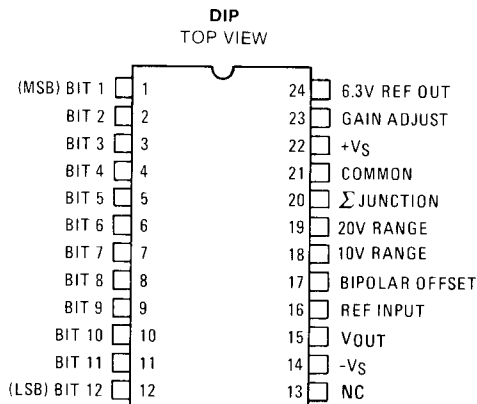 DIP
TOP VIEW
(MSB) BIT 1 1 24 6.3V REF OUT
BIT 2 2 23 GAIN ADJUST
BIT 3 3 22 +VS
BIT 4 4 21 COMMON
BIT 5 5 20 Σ JUNCTION
BIT 6 6 19 20V RANGE
BIT 7 7 18 10V RANGE
BIT 8 8 17 BIPOLAR OFFSET
BIT 9 9 16 REF INPUT
BIT 10 10 15 VOUT
BIT 11 11 14 -VS
(LSB) BIT 12 12 13 NC